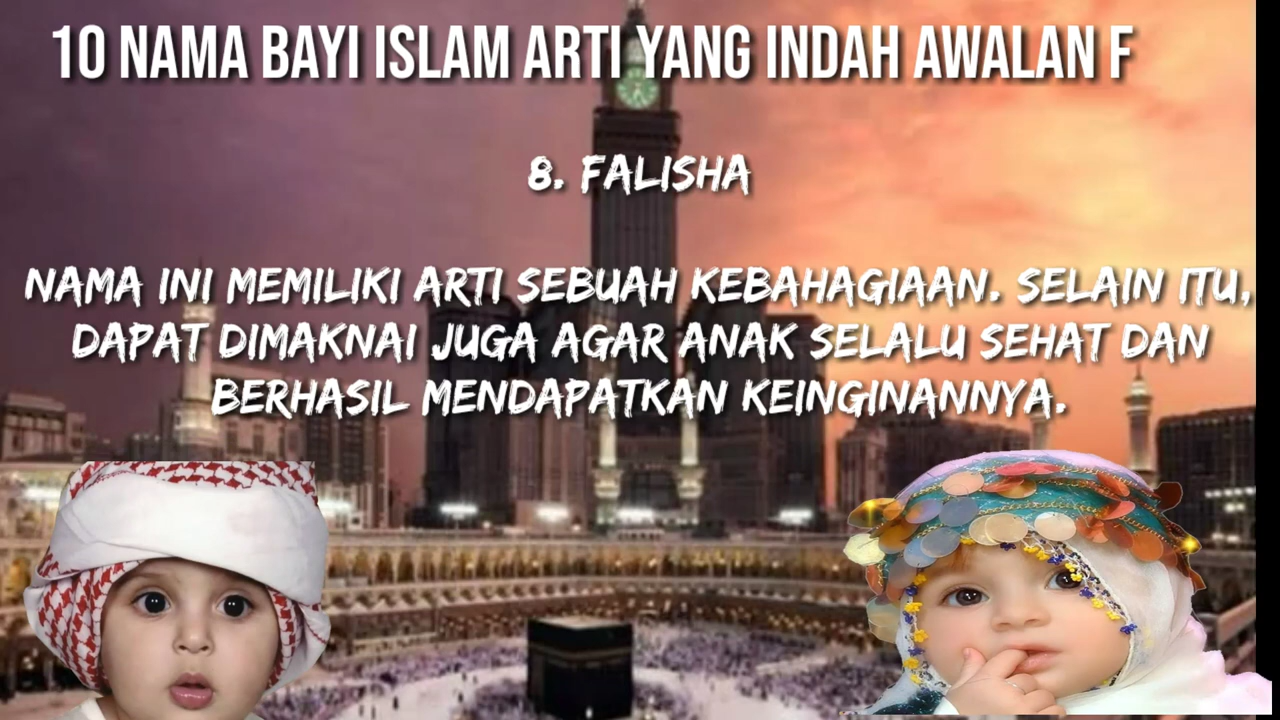 10 NAMA BAYI ISLAM ARTI YANG INDAH AWALAN F
8. FALISHA
NAMA INI MEMILIKI ARTI SEBUAH KEBAHAGIAAN. SELAIN ITU,
DAPAT DIMAKNAI JUGA AGAR ANAK SELALU SEHAT DAN
BERHASIL MENDAPATKAN KEINGINANNYA.